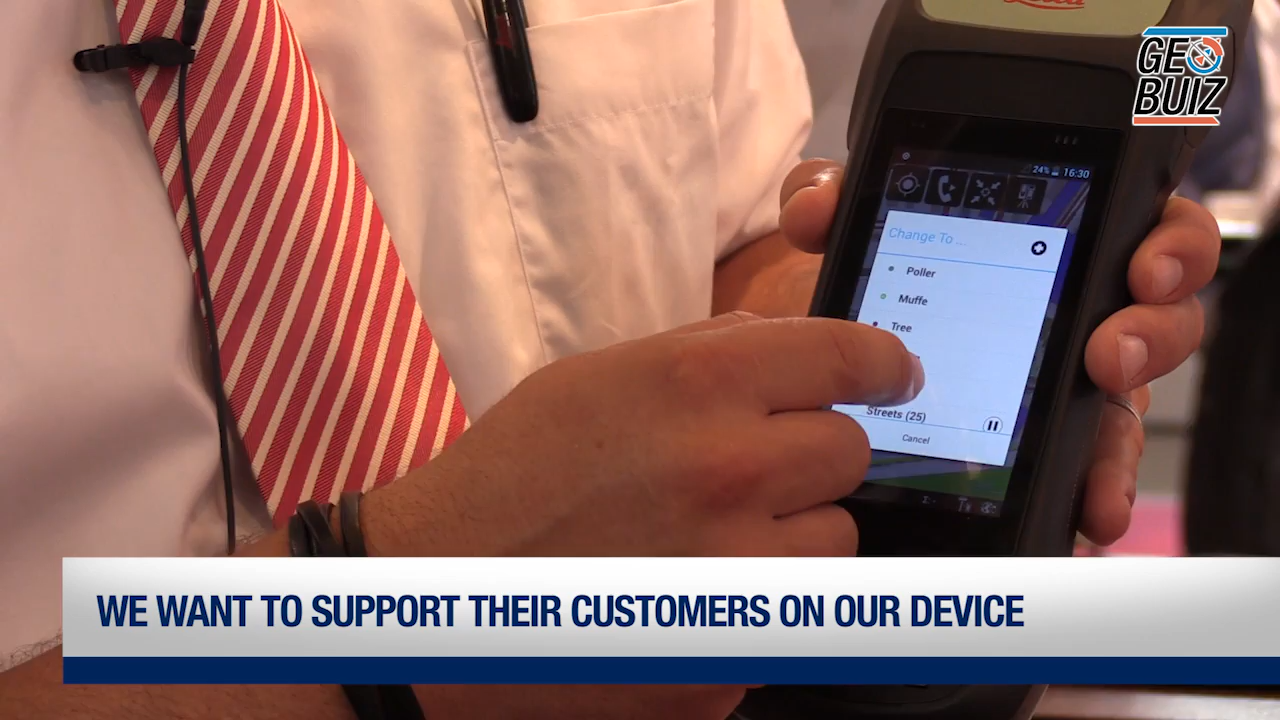 Leica
GEO
BUIZ
24% 16:30
Change To ...
Poller
Muffe
Tree
Streets (25)
Cancel
WE WANT TO SUPPORT THEIR CUSTOMERS ON OUR DEVICE